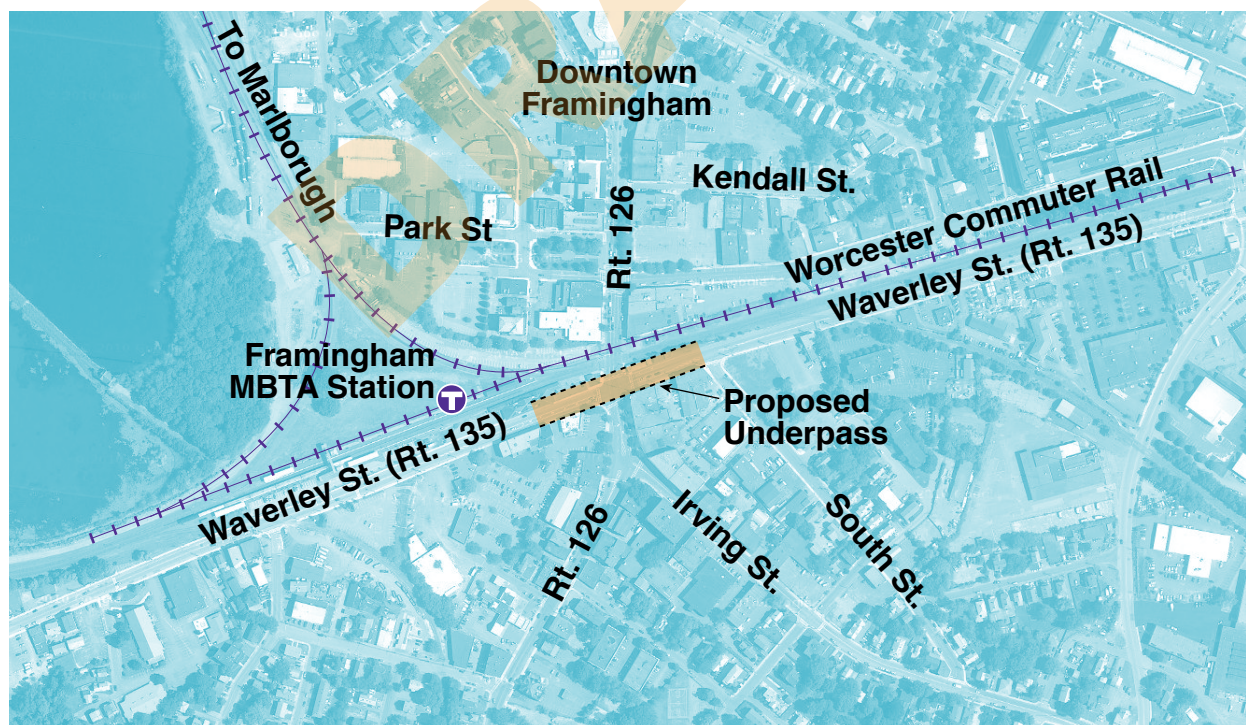 To Marlborough
Downtown
Framingham
Kendall St.
Park St
Rt. 126
Worcester Commuter Rail
Waverley St. (Rt. 135)
Framingham
MBTA Station
T
Proposed
Underpass
Waverley St. (Rt. 135)
Rt. 126
Irving St.
South St.